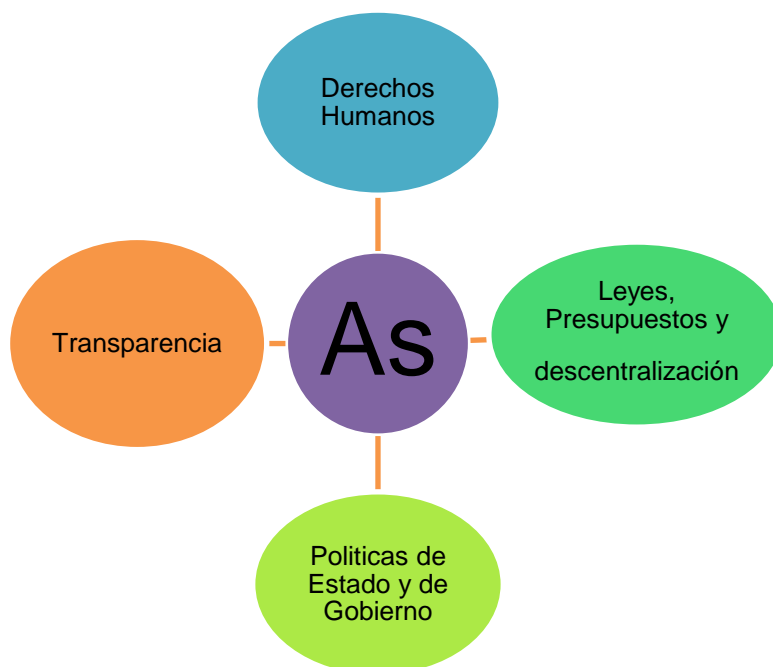 Derechos
Humanos
Transparencia
As
Leyes,
Presupuestos y
descentralización
Politicas de
Estado y de
Gobierno